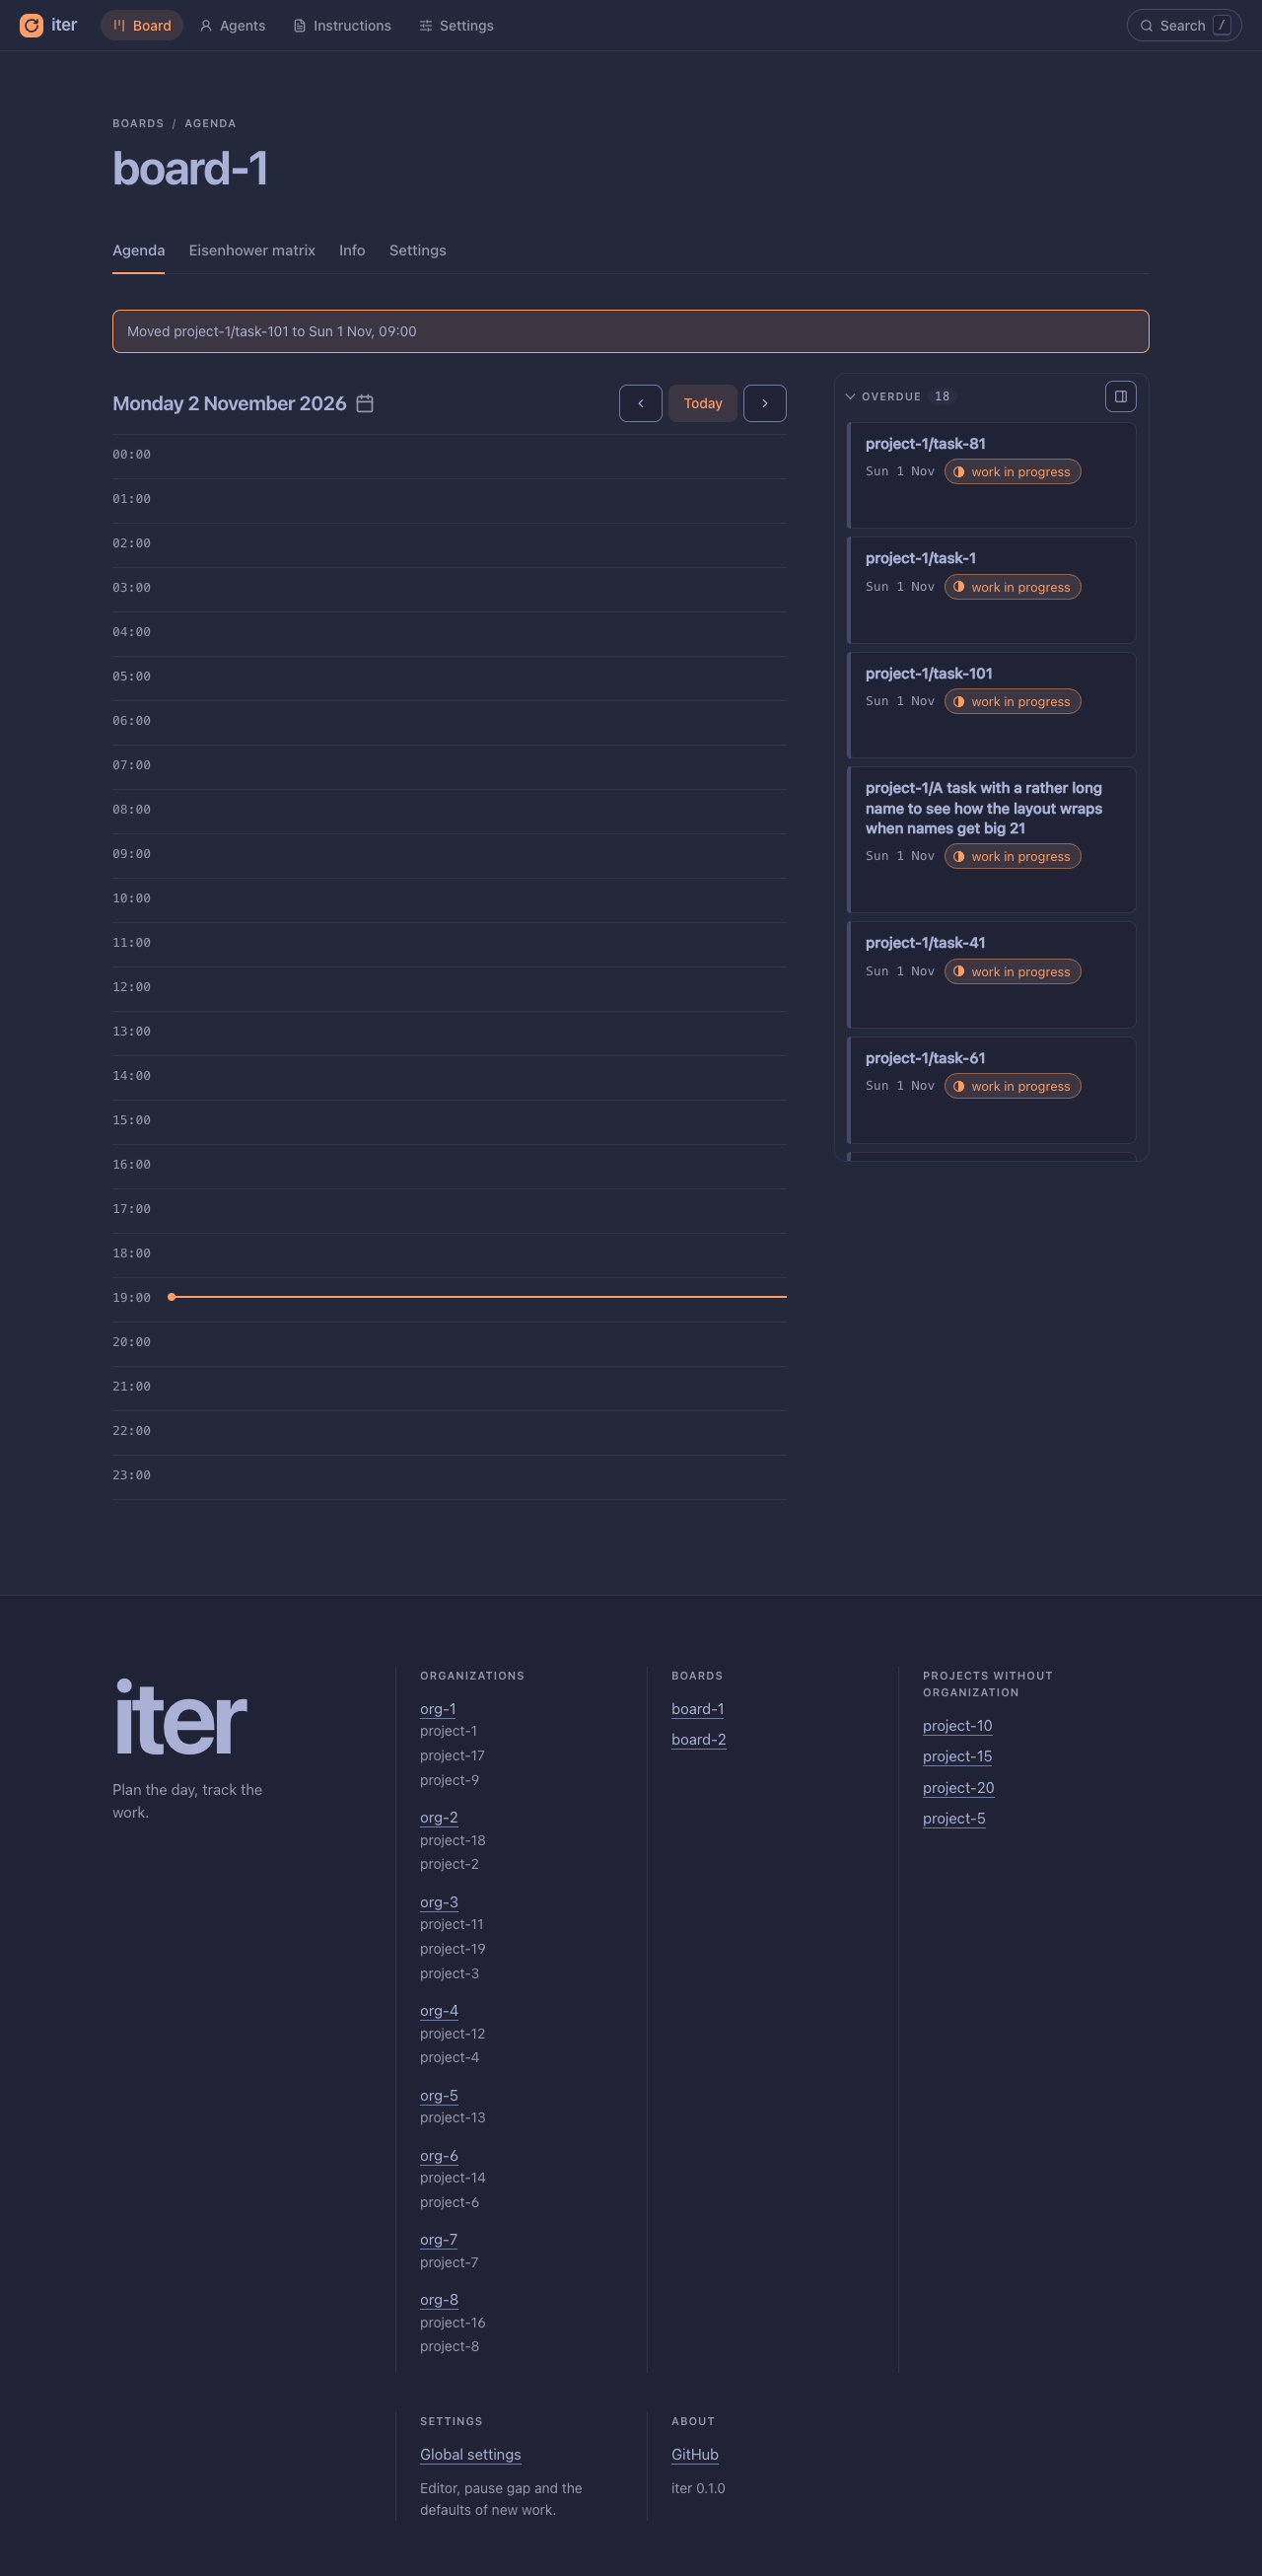 iter
Board
Agents
Instructions
Settings
Search /
BOARDS / AGENDA
board-1
Agenda
Eisenhower matrix
Info
Settings
Moved project-1/task-101 to Sun 1 Nov, 09:00
Monday 2 November 2026
Today
00:00
01:00
02:00
03:00
04:00
05:00
06:00
07:00
08:00
09:00
10:00
11:00
12:00
13:00
14:00
15:00
16:00
17:00
18:00
19:00
20:00
21:00
22:00
23:00
OVERDUE 18
project-1/task-81
Sun 1 Nov work in progress
project-1/task-1
Sun 1 Nov work in progress
project-1/task-101
Sun 1 Nov work in progress
project-1/A task with a rather long
name to see how the layout wraps
when names get big 21
Sun 1 Nov work in progress
project-1/task-41
Sun 1 Nov work in progress
project-1/task-61
Sun 1 Nov work in progress
iter
Plan the day, track the
work.
ORGANIZATIONS
org-1
project-1
project-17
project-9
org-2
project-18
project-2
org-3
project-11
project-19
project-3
org-4
project-12
project-4
org-5
project-13
org-6
project-14
project-6
org-7
project-7
org-8
project-16
project-8
BOARDS
board-1
board-2
PROJECTS WITHOUT
ORGANIZATION
project-10
project-15
project-20
project-5
SETTINGS
Global settings
Editor, pause gap and the
defaults of new work.
ABOUT
GitHub
iter 0.1.0